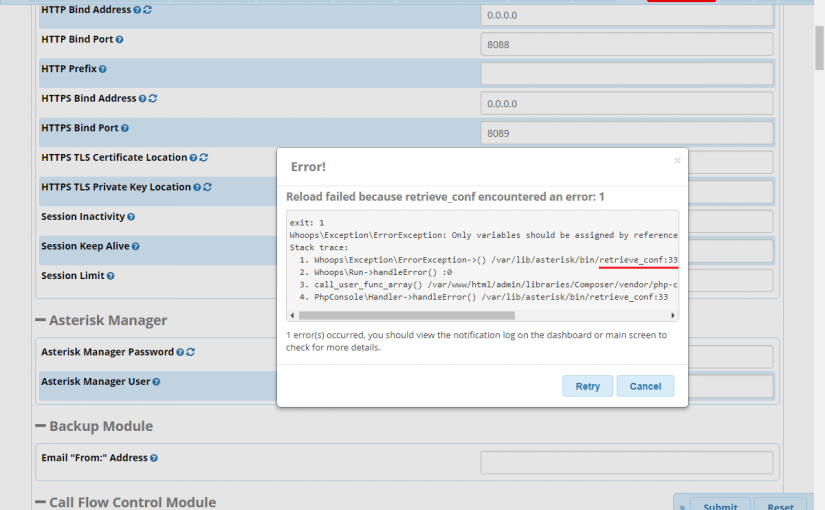 HTTP Bind Address
0.0.0.0
HTTP Bind Port
8088
HTTP Prefix
HTTPS Bind Address
0.0.0.0
HTTPS Bind Port
8089
HTTPS TLS Certificate Location
HTTPS TLS Private Key Location
Session Inactivity
Session Keep Alive
Session Limit
Error!
×
Reload failed because retrieve_conf encountered an error: 1
exit: 1
Whoops\Exception\ErrorException: Only variables should be assigned by reference
Stack trace:
1. Whoops\Exception\ErrorException->() /var/lib/asterisk/bin/retrieve_conf:33
2. Whoops\Run->handleError() :0
3. call_user_func_array() /var/www/html/admin/libraries/Composer/vendor/php-c
4. PhpConsole\Handler->handleError() /var/lib/asterisk/bin/retrieve_conf:33
1 error(s) occurred, you should view the notification log on the dashboard or main screen to
check for more details.
Retry Cancel
Asterisk Manager
Asterisk Manager Password
Asterisk Manager User
Backup Module
Email "From:" Address
Call Flow Control Module
» Submit Reset